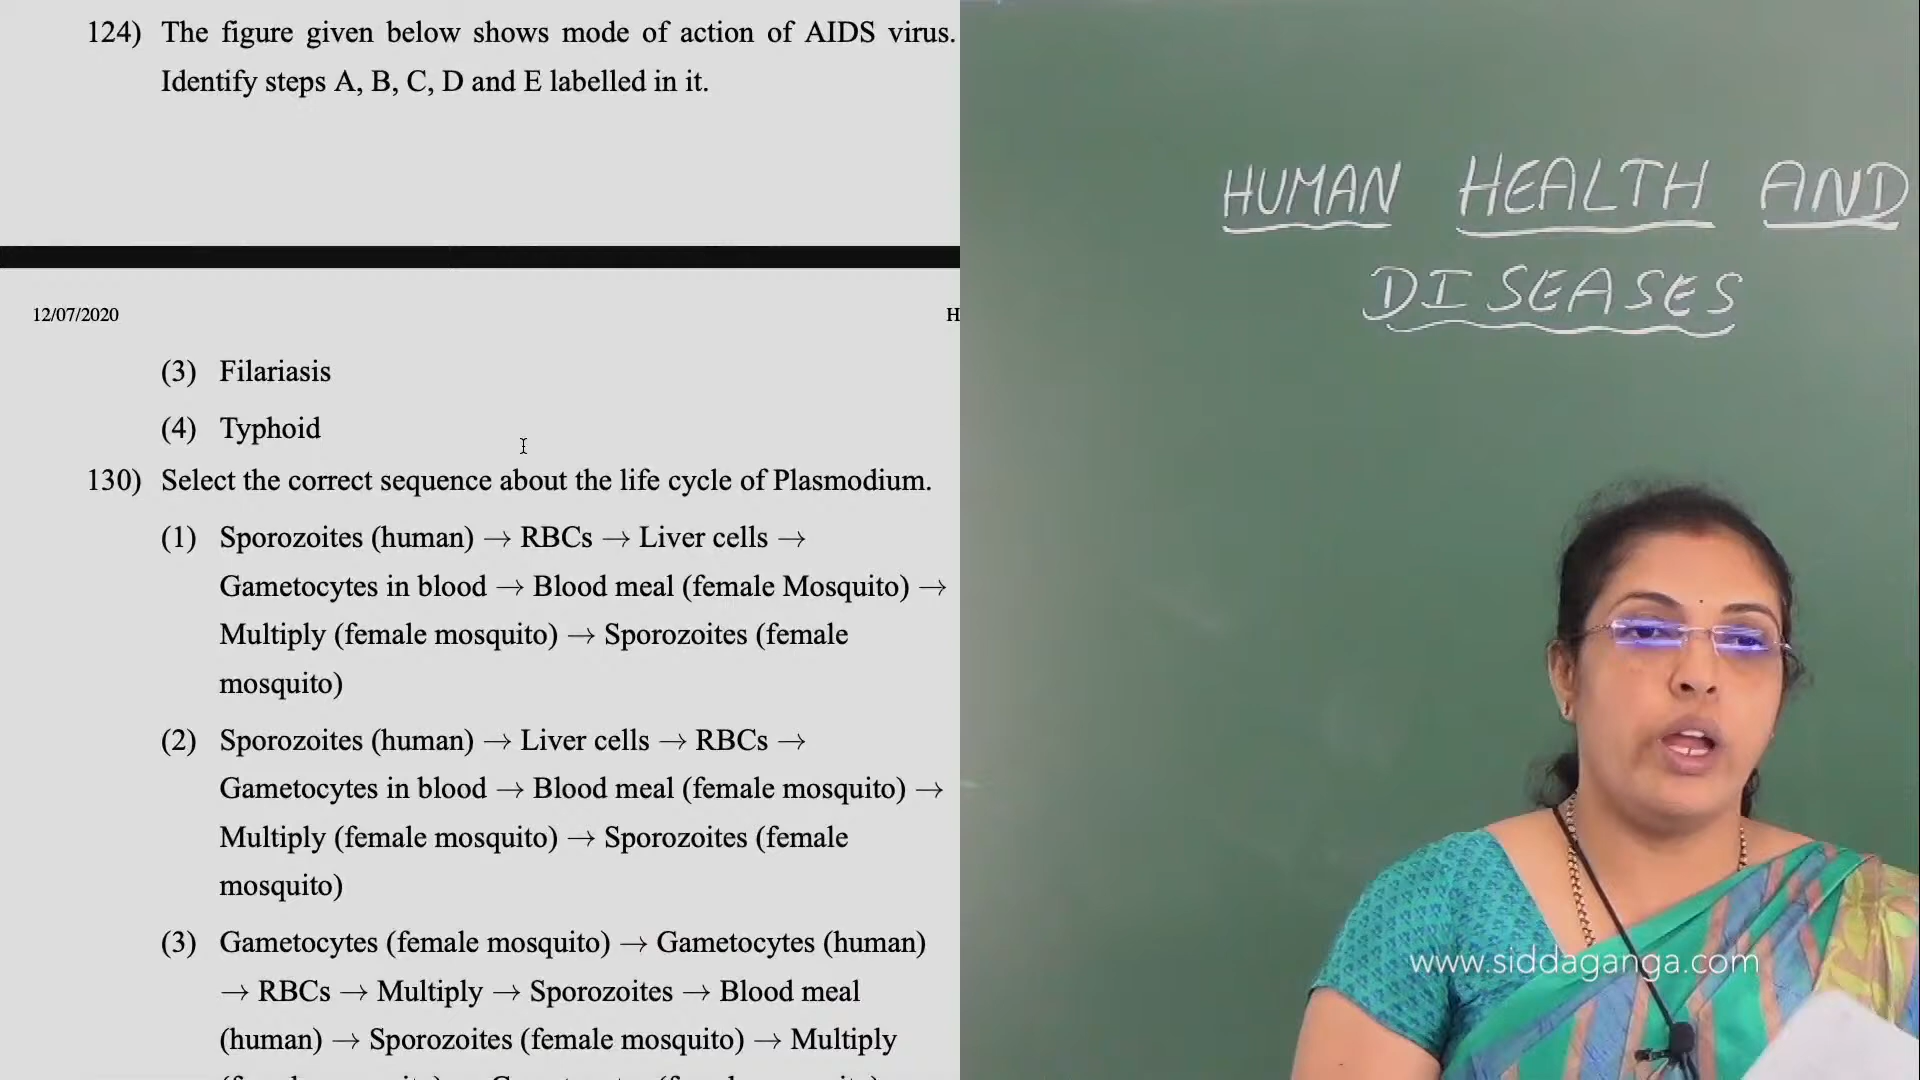 124) The figure given below shows mode of action of AIDS virus.
Identify steps A, B, C, D and E labelled in it.
12/07/2020
H
(3) Filariasis
(4) Typhoid
130) Select the correct sequence about the life cycle of Plasmodium.
(1) Sporozoites (human) → RBCs → Liver cells →
Gametocytes in blood → Blood meal (female Mosquito) →
Multiply (female mosquito) → Sporozoites (female
mosquito)
(2) Sporozoites (human) → Liver cells → RBCs →
Gametocytes in blood → Blood meal (female mosquito) →
Multiply (female mosquito) → Sporozoites (female
mosquito)
(3) Gametocytes (female mosquito) → Gametocytes (human)
→ RBCs → Multiply → Sporozoites → Blood meal
(human) → Sporozoites (female mosquito) → Multiply
HUMAN HEALTH AND
DISEASES
www.siddaganga.com